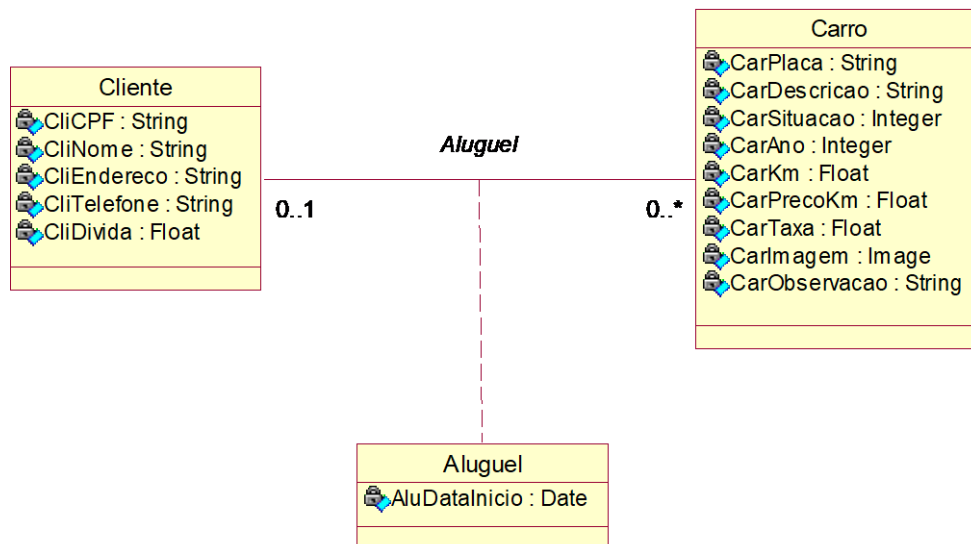 Cliente
CliCPF : String
CliNome : String
CliEndereco : String
CliTelefone : String
CliDivida : Float
Aluguel
0..1
0..*
Carro
CarPlaca : String
CarDescricao : String
CarSituacao : Integer
CarAno : Integer
CarKm : Float
CarPrecoKm : Float
CarTaxa : Float
CarImagem : Image
CarObservacao : String
Aluguel
AluDataInicio : Date